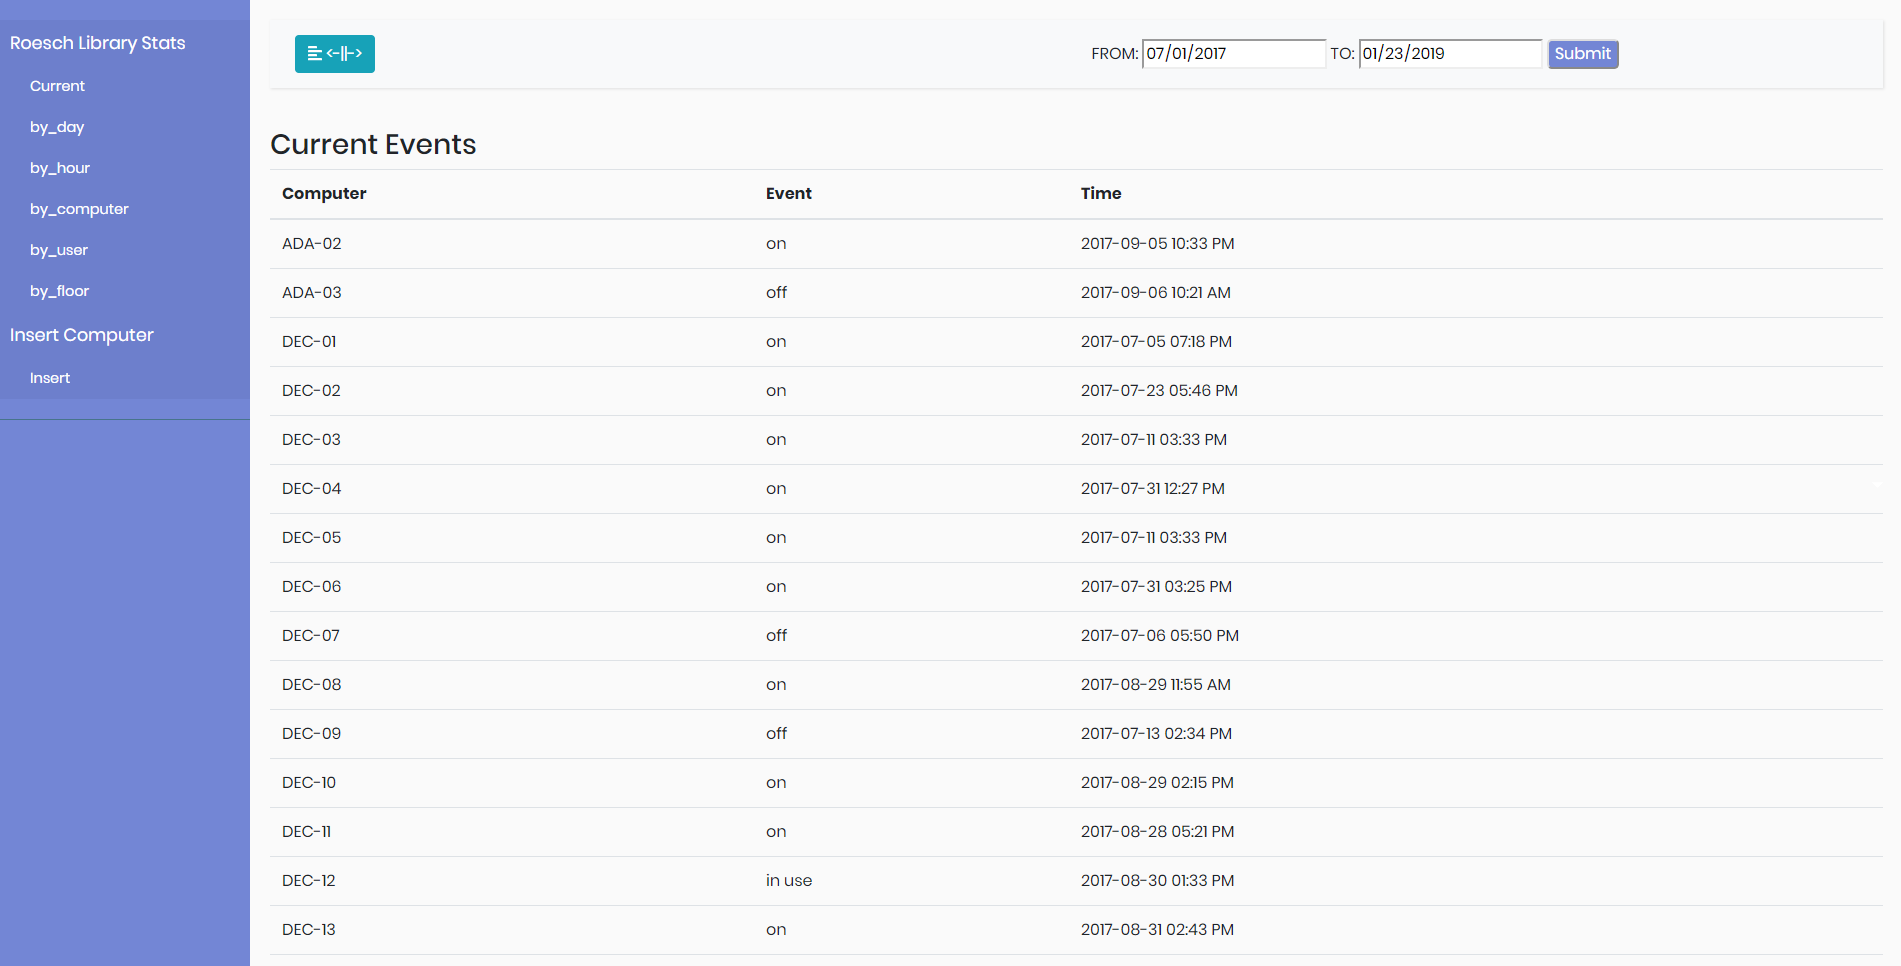 Roesch Library Stats
Current
by_day
by_hour
by_computer
by_user
by_floor
Insert Computer
Insert
<-||-> FROM: 07/01/2017 TO: 01/23/2019 Submit
Current Events
Computer Event Time
ADA-02 on 2017-09-05 10:33 PM
ADA-03 off 2017-09-06 10:21 AM
DEC-01 on 2017-07-05 07:18 PM
DEC-02 on 2017-07-23 05:46 PM
DEC-03 on 2017-07-11 03:33 PM
DEC-04 on 2017-07-31 12:27 PM
DEC-05 on 2017-07-11 03:33 PM
DEC-06 on 2017-07-31 03:25 PM
DEC-07 off 2017-07-06 05:50 PM
DEC-08 on 2017-08-29 11:55 AM
DEC-09 off 2017-07-13 02:34 PM
DEC-10 on 2017-08-29 02:15 PM
DEC-11 on 2017-08-28 05:21 PM
DEC-12 in use 2017-08-30 01:33 PM
DEC-13 on 2017-08-31 02:43 PM